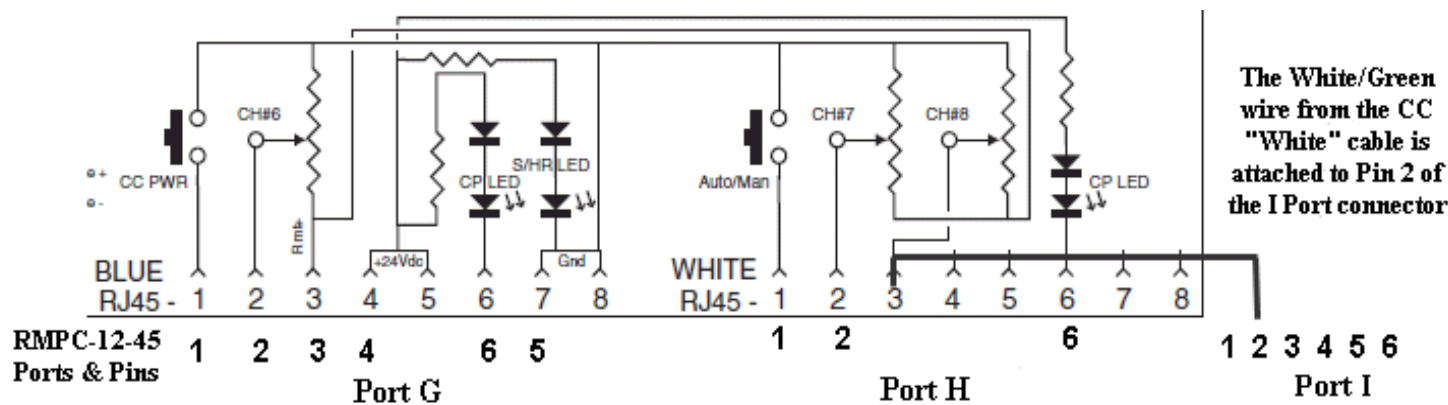 The White/Green
wire from the CC
"White" cable is
attached to Pin 2 of
the I Port connector
CH#6
CH#7
CH#8
S/HR LED
CC PWR
CP LED
Auto/Man
CP LED
Rmt+
+24Vdc
Gnd
BLUE
WHITE
RJ45 - 1 2 3 4 5 6 7 8
RJ45 - 1 2 3 4 5 6 7 8
RMPC-12-45
Ports & Pins
1 2 3 4 6 5
1 2 6
1 2 3 4 5 6
Port G
Port H
Port I